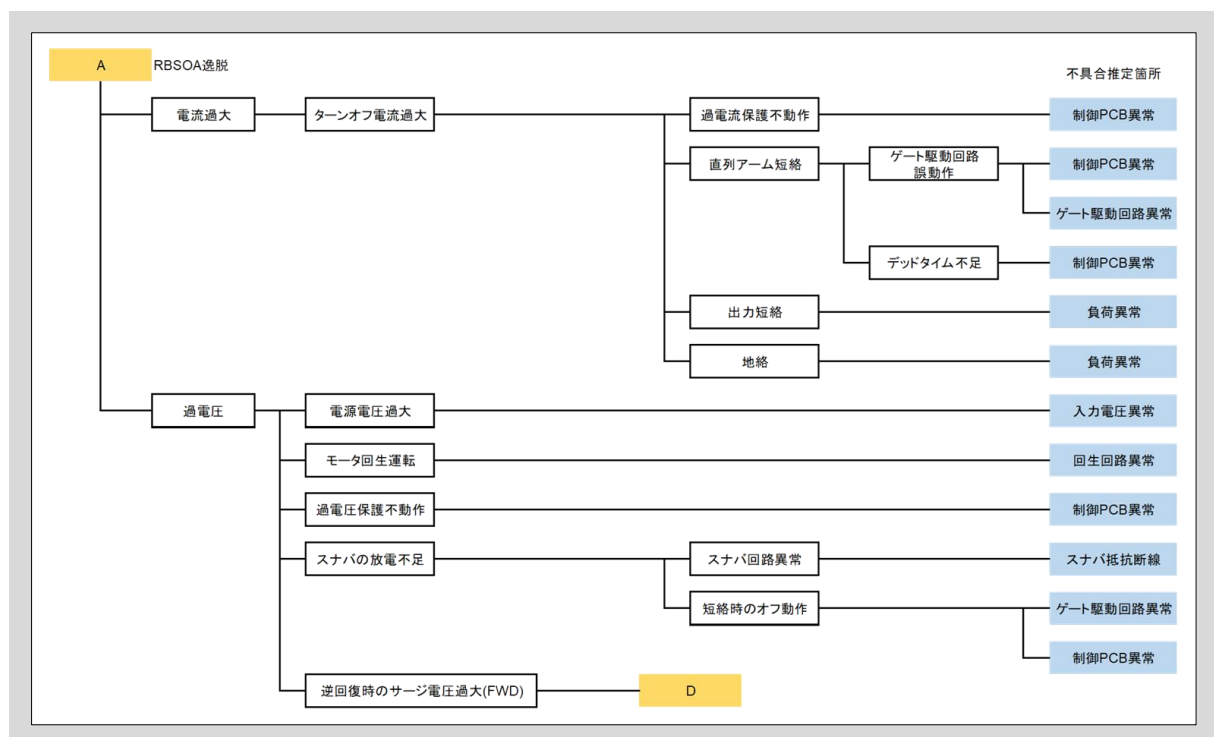 A
RBSOA逸脱
不具合推定箇所
電流過大
ターンオフ電流過大
過電流保護不動作
制御PCB異常
直列アーム短絡
ゲート駆動回路
誤動作
制御PCB異常
ゲート駆動回路異常
デッドタイム不足
制御PCB異常
出力短絡
負荷異常
地絡
負荷異常
過電圧
電源電圧過大
入力電圧異常
モータ回生運転
回生回路異常
過電圧保護不動作
制御PCB異常
スナバの放電不足
スナバ回路異常
スナバ抵抗断線
短絡時のオフ動作
ゲート駆動回路異常
制御PCB異常
逆回復時のサージ電圧過大(FWD)
D